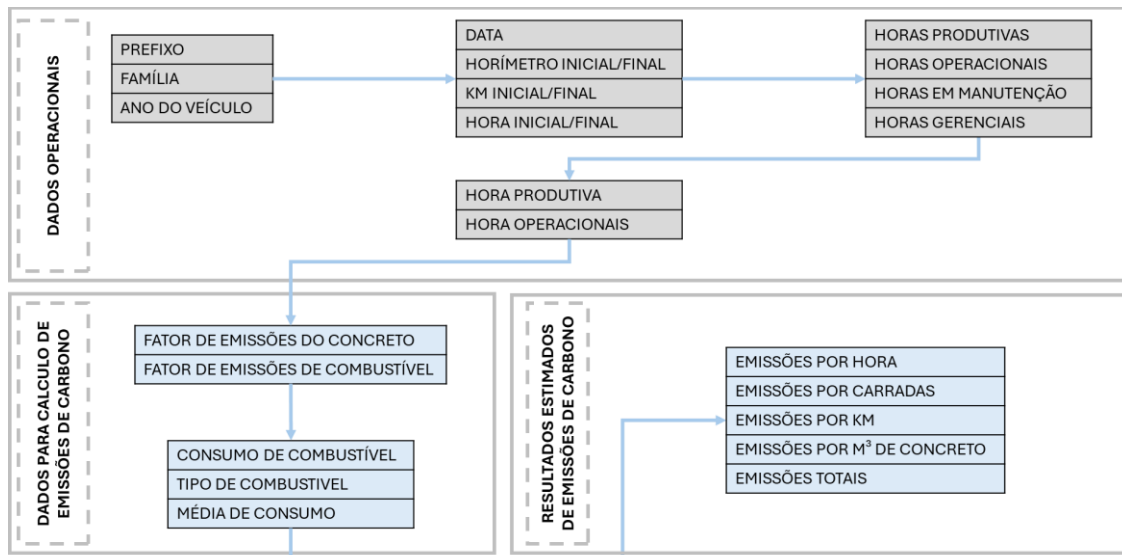 DADOS OPERACIONAIS
PREFIXO
FAMÍLIA
ANO DO VEÍCULO
DATA
HORÍMETRO INICIAL/FINAL
KM INICIAL/FINAL
HORA INICIAL/FINAL
HORAS PRODUTIVAS
HORAS OPERACIONAIS
HORAS EM MANUTENÇÃO
HORAS GERENCIAIS
HORA PRODUTIVA
HORA OPERACIONAIS
DADOS PARA CALCULO DE
EMISSÕES DE CARBONO
FATOR DE EMISSÕES DO CONCRETO
FATOR DE EMISSÕES DE COMBUSTÍVEL
CONSUMO DE COMBUSTÍVEL
TIPO DE COMBUSTIVEL
MÉDIA DE CONSUMO
RESULTADOS ESTIMADOS
DE EMISSÕES DE CARBONO
EMISSÕES POR HORA
EMISSÕES POR CARRADAS
EMISSÕES POR KM
EMISSÕES POR M³ DE CONCRETO
EMISSÕES TOTAIS